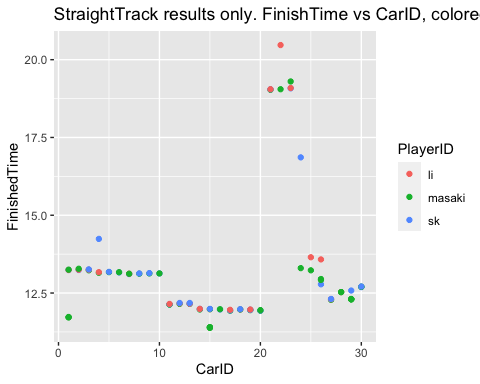 StraightTrack results only. FinishTime vs CarID, colore
20.0
17.5
15.0
12.5
FinishedTime
0
10
20
30
CarID
PlayerID
li
masaki
sk